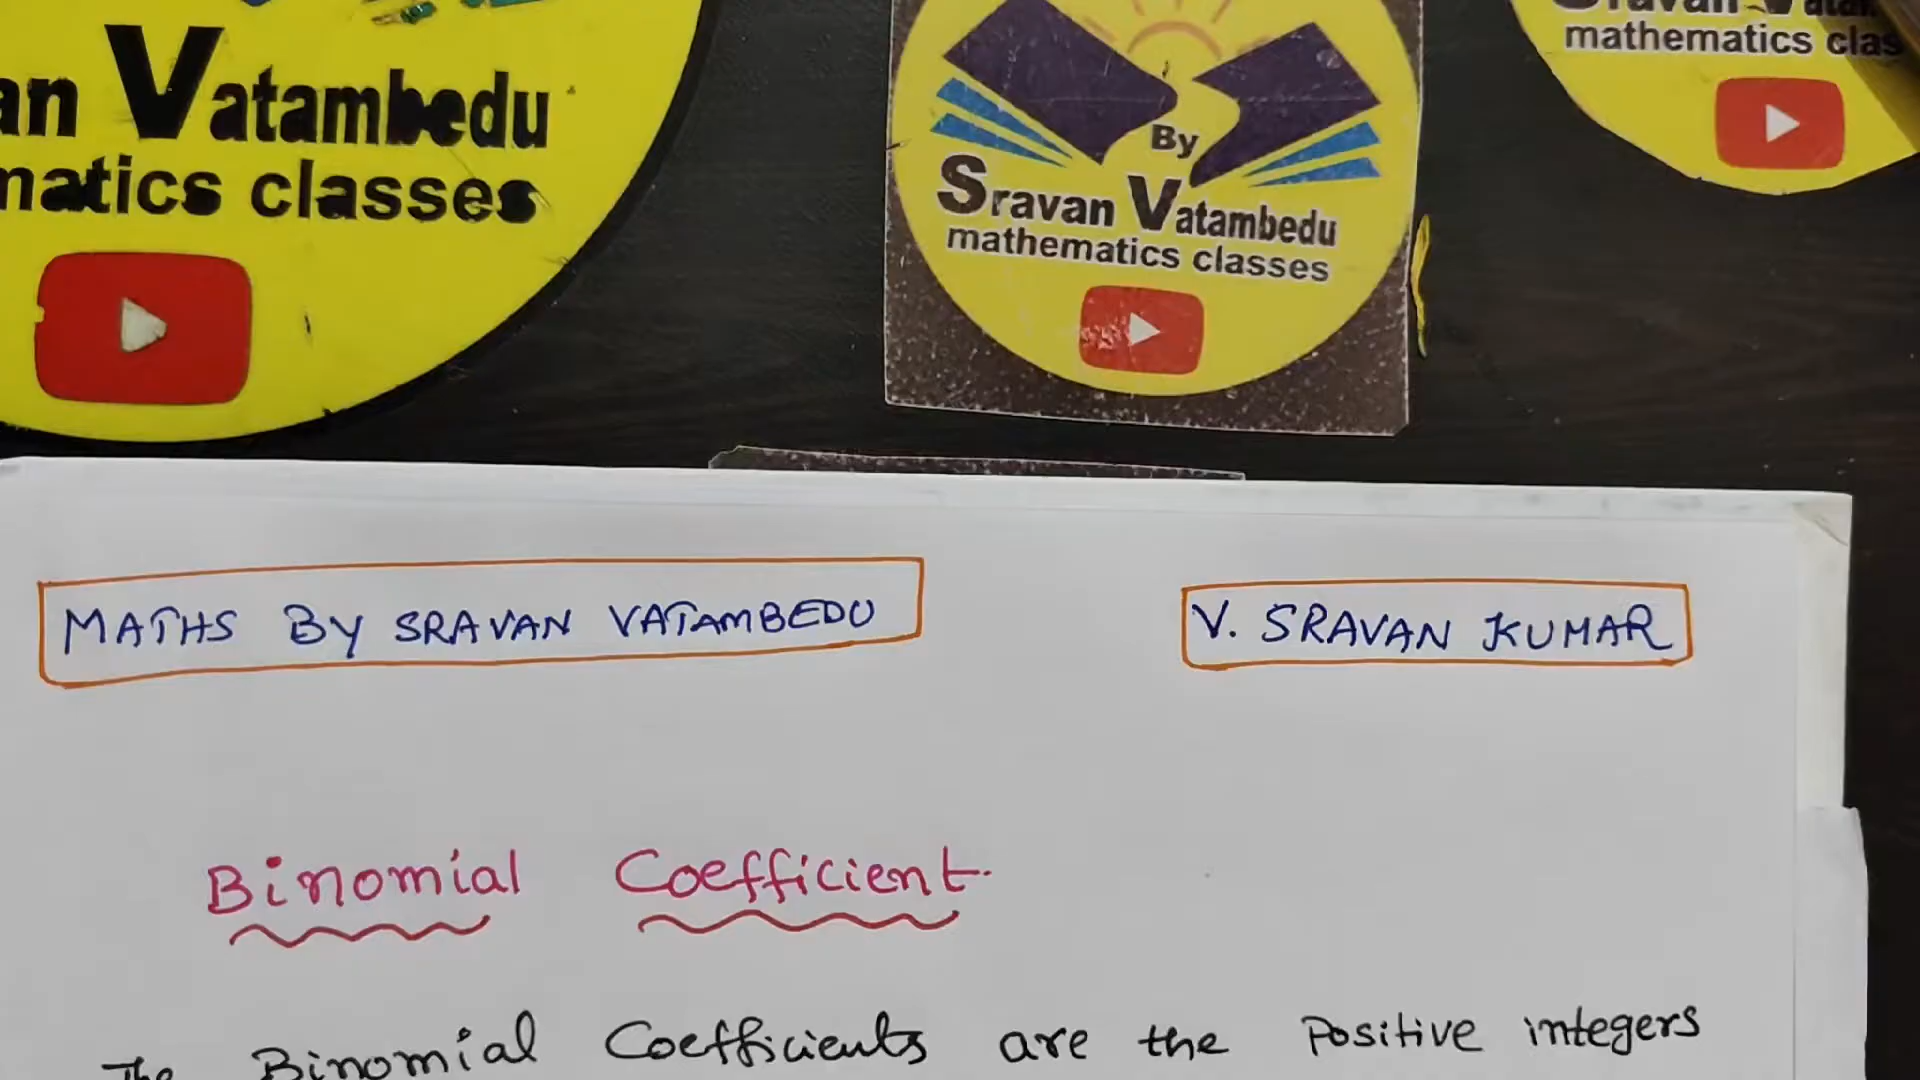 an Vatambedu
matics classes
By
Sravan Vatambedu
mathematics classes
mathematics clas
MATHS BY SRAVAN VATAMBEDU
V. SRAVAN KUMAR
Binomial Coefficient.
The Binomial Coefficients are the Positive integers